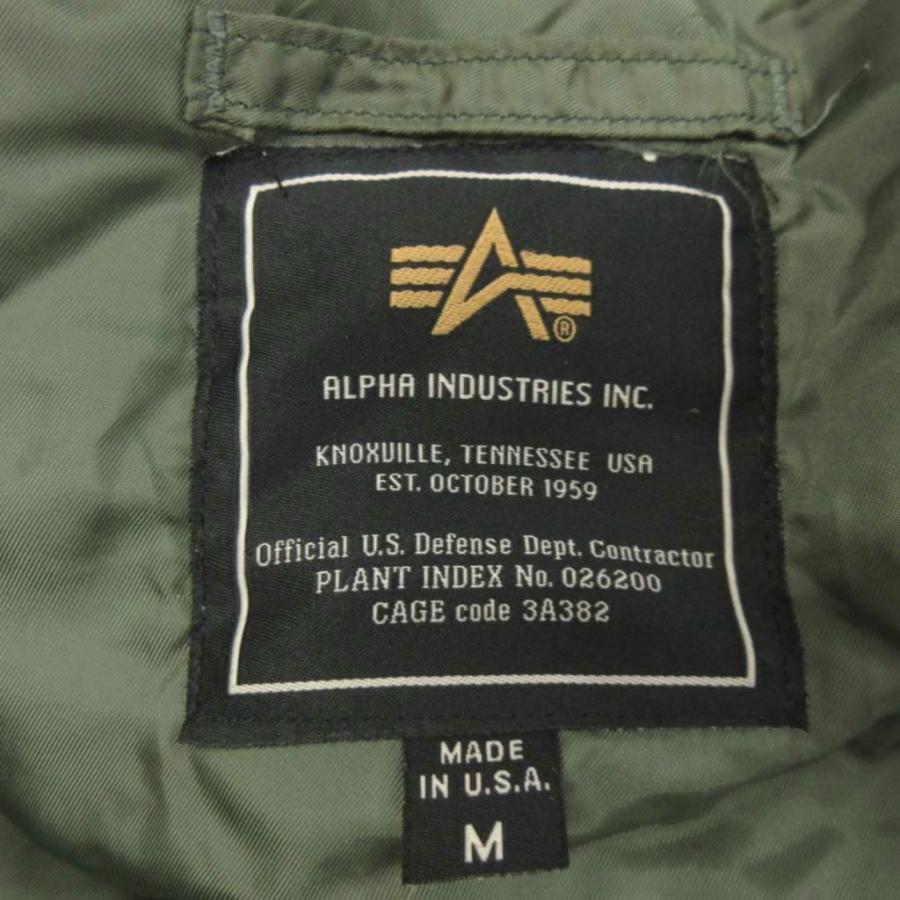 ®
ALPHA INDUSTRIES INC.
KNOXVILLE, TENNESSEE USA
EST. OCTOBER 1959
Official U.S. Defense Dept. Contractor
PLANT INDEX No. 026200
CAGE code 3A382
MADE
IN U.S.A.
M